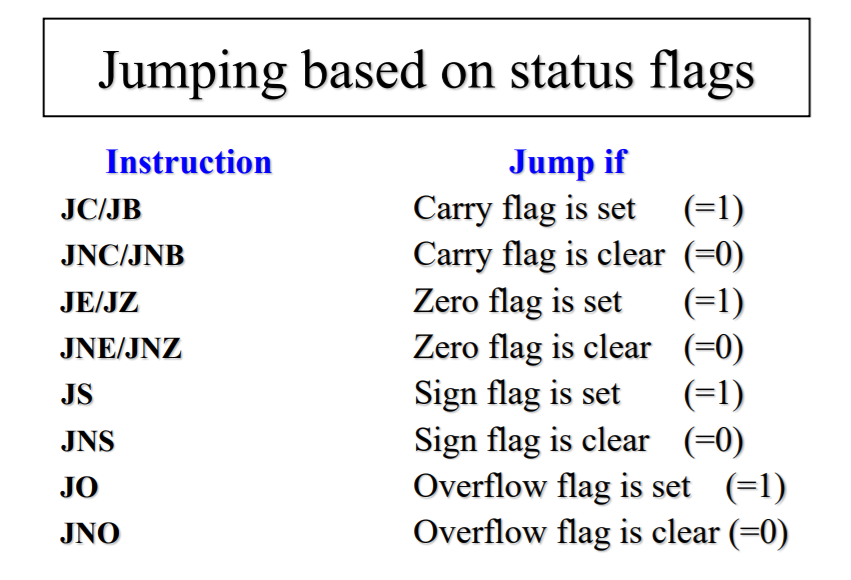 Jumping based on status flags
Instruction Jump if
JC/JB Carry flag is set (=1)
JNC/JNB Carry flag is clear (=0)
JE/JZ Zero flag is set (=1)
JNE/JNZ Zero flag is clear (=0)
JS Sign flag is set (=1)
JNS Sign flag is clear (=0)
JO Overflow flag is set (=1)
JNO Overflow flag is clear (=0)